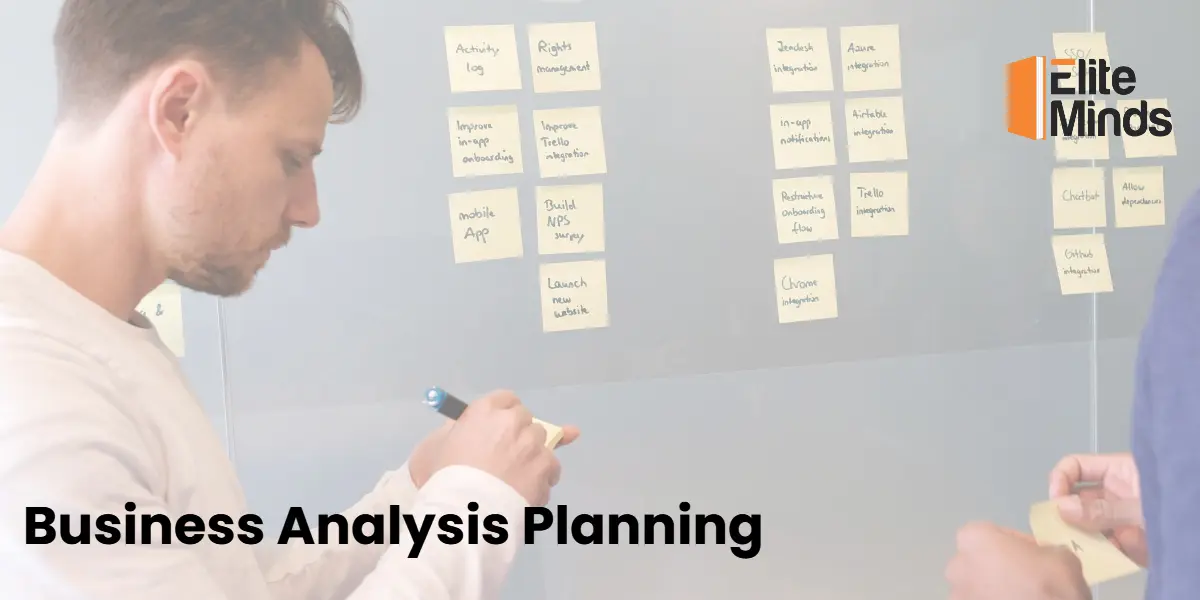 Activity
log
Rights
management
Improve
in-app
onboarding
Improve
Trello
integration
mobile
App
Build
NPS
survey
Launch
new
website
Zendesk
integration
Azure
integration
in-app
notifications
Airtable
integration
Restructure
onboarding
flow
Trello
integration
Chrome
integration
SSO/
Chatbot
Allow
dependencies
Github
integration
&
Elite
Minds
Business Analysis Planning